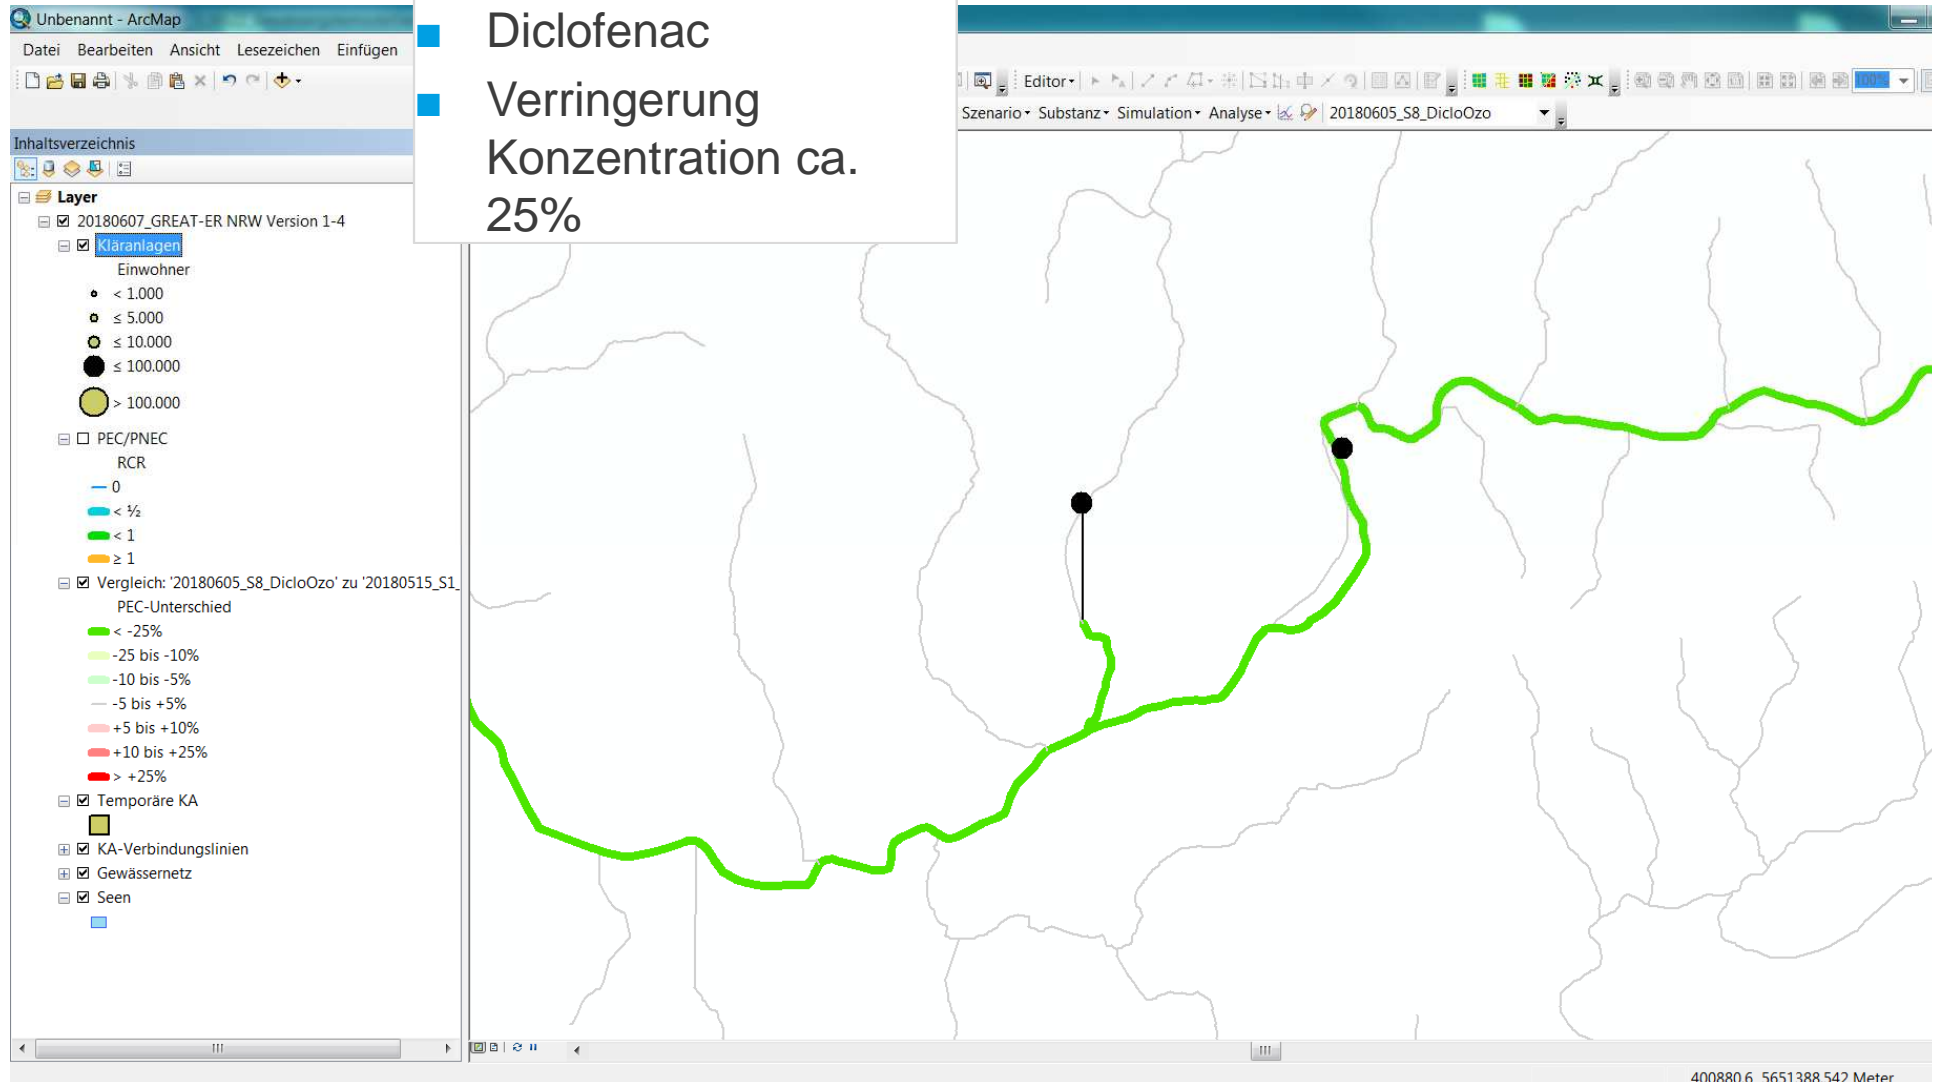 Unbenannt - ArcMap
Datei Bearbeiten Ansicht Lesezeichen Einfügen
Diclofenac
Verringerung
Konzentration ca.
25%
Editor
100%
Szenario Substanz Simulation Analyse 20180605_S8_DicloOzo
Inhaltsverzeichnis
Layer
20180607_GREAT-ER NRW Version 1-4
Kläranlagen
Einwohner
< 1.000
≤ 5.000
≤ 10.000
≤ 100.000
> 100.000
PEC/PNEC
RCR
0
< ½
< 1
≥ 1
Vergleich: '20180605_S8_DicloOzo' zu '20180515_S1_
PEC-Unterschied
< -25%
-25 bis -10%
-10 bis -5%
-5 bis +5%
+5 bis +10%
+10 bis +25%
> +25%
Temporäre KA
KA-Verbindungslinien
Gewässernetz
Seen
400880,6 5651388,542 Meter